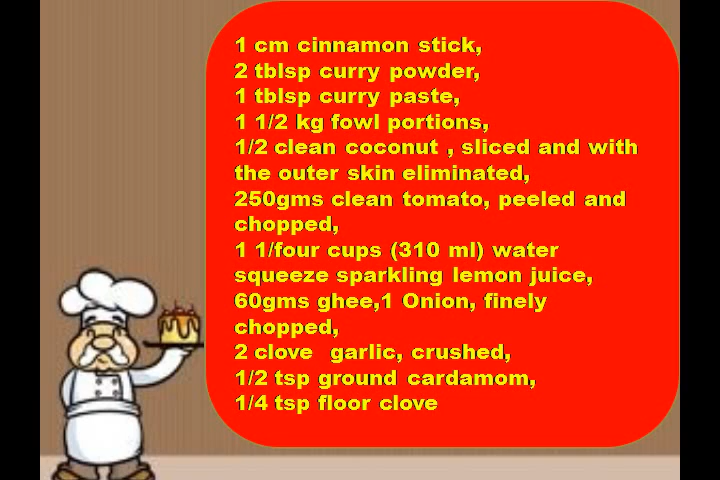 1 cm cinnamon stick,
2 tblsp curry powder,
1 tblsp curry paste,
1 1/2 kg fowl portions,
1/2 clean coconut , sliced and with
the outer skin eliminated,
250gms clean tomato, peeled and
chopped,
1 1/four cups (310 ml) water
squeeze sparkling lemon juice,
60gms ghee,1 Onion, finely
chopped,
2 clove  garlic, crushed,
1/2 tsp ground cardamom,
1/4 tsp floor clove